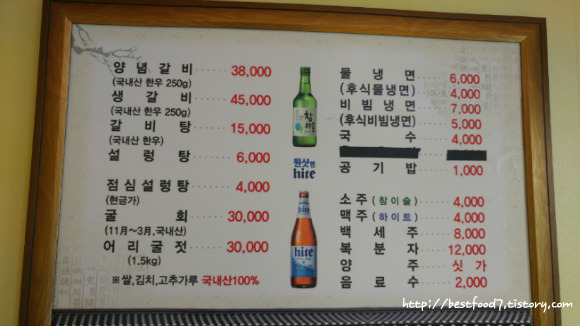 양념갈비 38,000
(국내산 한우 250g)
생갈비 45,000
(국내산 한우 250g)
갈비탕 15,000
(국내산 한우)
설렁탕 6,000
점심설렁탕 4,000
(현금가)
굴회 30,000
(11月~3月,국내산)
어리굴젓 30,000
(1.5kg)
※쌀,김치,고추가루 국내산100%
참이슬
원샷땡
hite
hite
물냉면 6,000
(후식물냉면) 4,000
비빔냉면 7,000
(후식비빔냉면) 5,000
국수 4,000
공기밥 1,000
소주(참이슬) 4,000
맥주(하이트) 4,000
백세주 8,000
복분자 12,000
양주 싯가
음료수 2,000
http://bestfood7.tistory.com